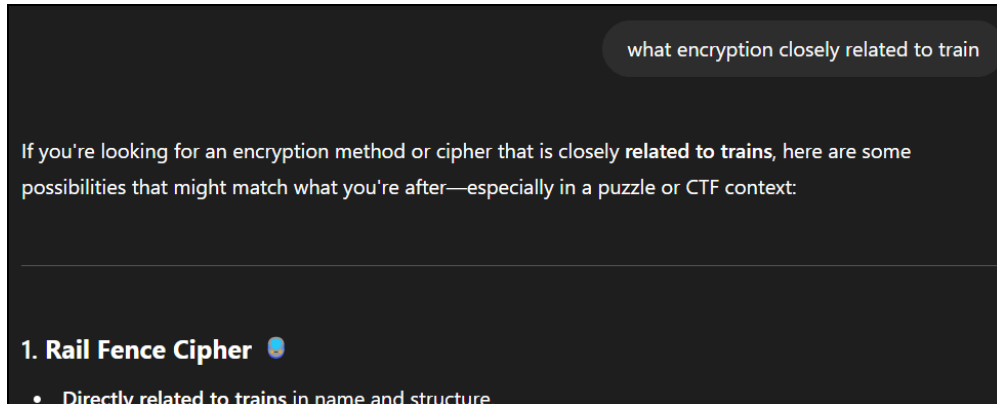 what encryption closely related to train
If you're looking for an encryption method or cipher that is closely related to trains, here are some
possibilities that might match what you're after—especially in a puzzle or CTF context:
1. Rail Fence Cipher
• Directly related to trains in name and structure